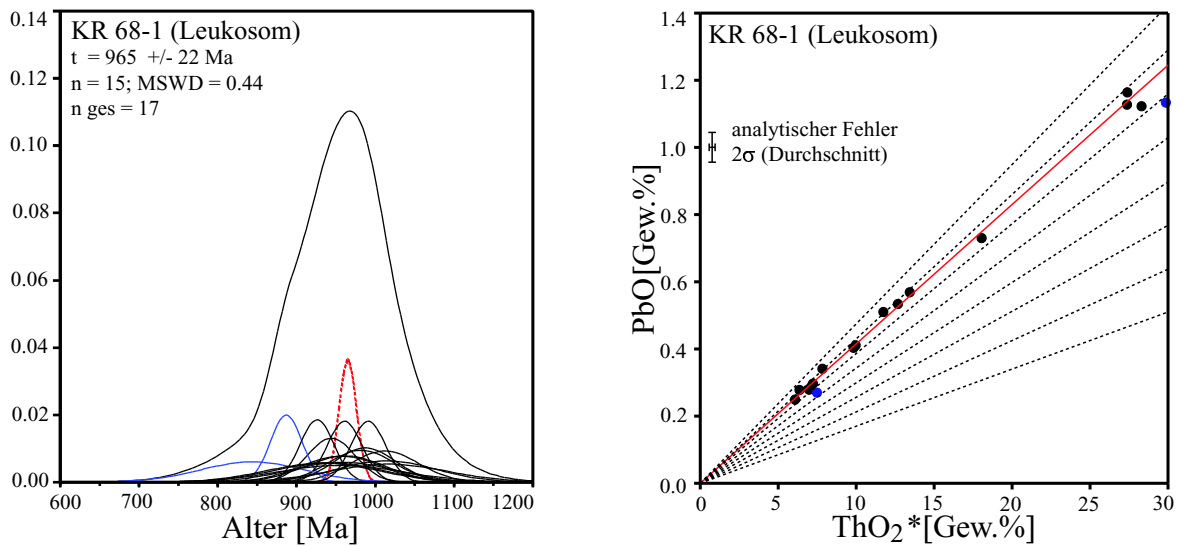 KR 68-1 (Leukosom)
t = 965 +/- 22 Ma
n = 15; MSWD = 0.44
n ges = 17
0.14
0.12
0.10
0.08
0.06
0.04
0.02
0.00
600 700 800 900 1000 1100 1200
Alter [Ma]
KR 68-1 (Leukosom)
analytischer Fehler
2σ (Durchschnitt)
PbO[Gew.%]
1.4
1.2
1.0
0.8
0.6
0.4
0.2
0.0
0 5 10 15 20 25 30
ThO₂*[Gew.%]